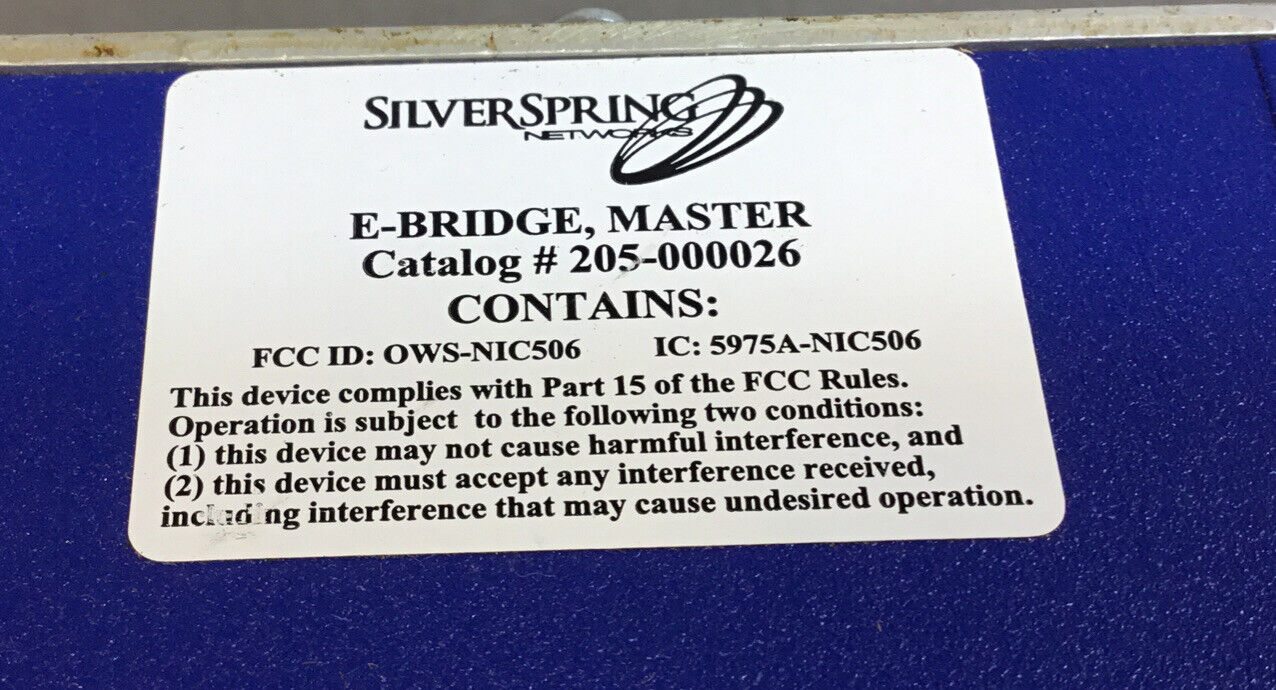 SILVERSPRING
NETWORKS
E-BRIDGE, MASTER
Catalog # 205-000026
CONTAINS:
FCC ID: OWS-NIC506 IC: 5975A-NIC506
This device complies with Part 15 of the FCC Rules.
Operation is subject to the following two conditions:
(1) this device may not cause harmful interference, and
(2) this device must accept any interference received,
including interference that may cause undesired operation.